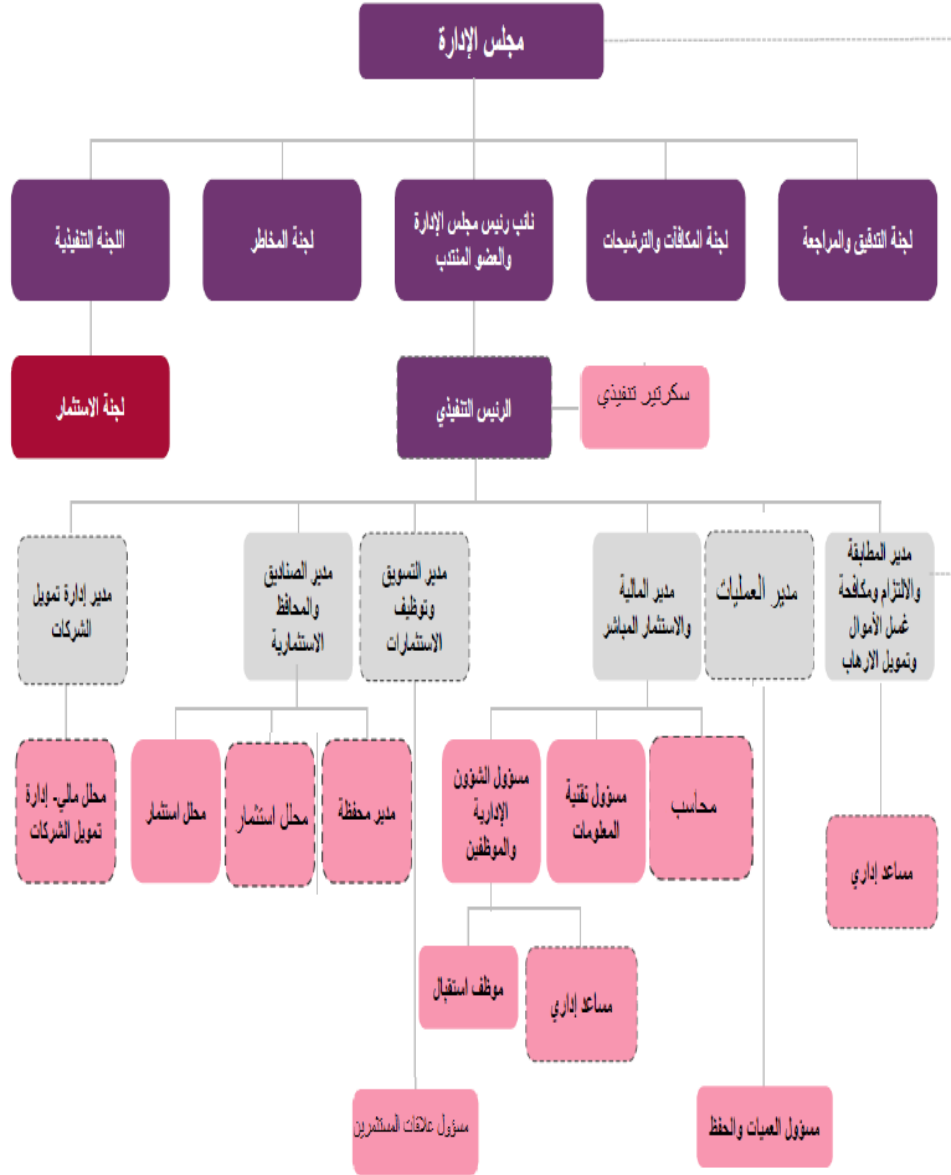 مجلس الإدارة
لجنة التدقيق والمراجعة
لجنة المكافآت والترشيحات
نائب رئيس مجلس الإدارة
والعضو المنتدب
لجنة المخاطر
اللجنة التنفيذية
سكرتير تنفيذي
الرئيس التنفيذي
لجنة الاستثمار
مدير المطابقة
والالتزام ومكافحة
غسل الأموال
وتمويل الارهاب
مدير العمليات
مدير المالية
والاستثمار المباشر
مدير التسويق
وتوظيف
الاستثمارات
مدير الصناديق
والمحافظ
الاستثمارية
مدير إدارة تمويل
الشركات
مساعد إداري
محاسب
مسؤول تقنية
المعلومات
مسؤول الشؤون
الإدارية
والموظفين
مدير محفظة
محلل استثمار
محلل استثمار
محلل مالي- إدارة
تمويل الشركات
مساعد إداري
موظف استقبال
مسؤول العميات والحفظ
مسؤول علاقات المستثمرين